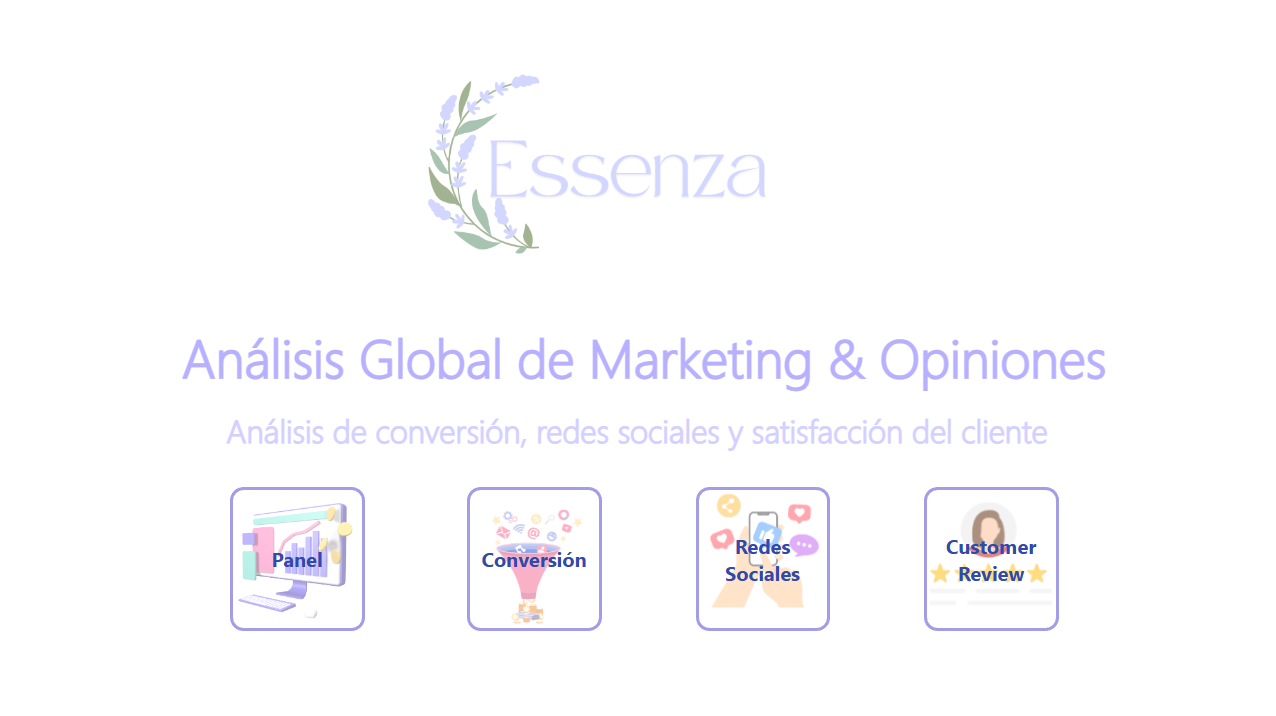 Essenza
Análisis Global de Marketing & Opiniones
Análisis de conversión, redes sociales y satisfacción del cliente
Panel
Conversión
Redes
Sociales
Customer
Review